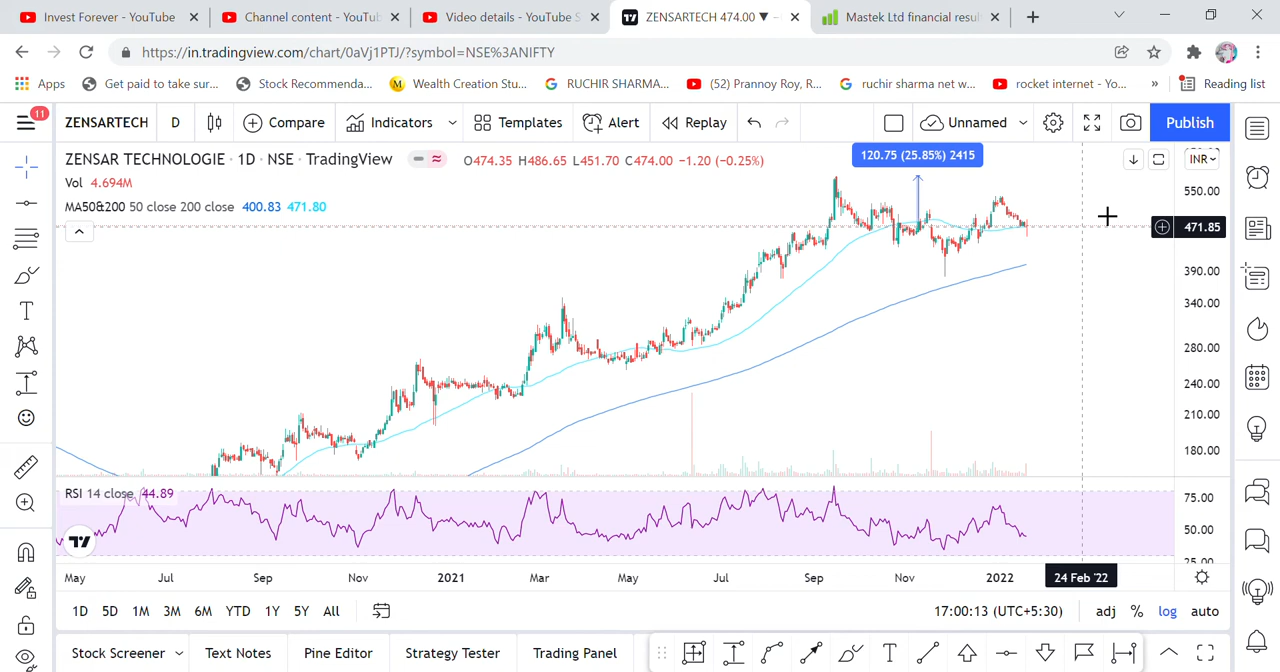 Invest Forever - YouTube
Channel content - YouTu
Video details - YouTube S
ZENSARTECH 474.00 ▼
Mastek Ltd financial resul
https://in.tradingview.com/chart/0aVj1PTJ/?symbol=NSE%3ANIFTY
Apps
Get paid to take sur...
Stock Recommenda...
Wealth Creation Stu...
RUCHIR SHARMA...
(52) Prannoy Roy, R...
ruchir sharma net w...
rocket internet - Yo...
»
Reading list
11
ZENSARTECH
D
Compare
Indicators
Templates
Alert
Replay
Unnamed
Publish
ZENSAR TECHNOLOGIE · 1D · NSE · TradingView
O474.35 H486.65 L451.70 C474.00 −1.20 (−0.25%)
120.75 (25.85%) 2415
INR
Vol 4.694M
MA50&200 50 close 200 close 400.83 471.80
550.00
471.85
390.00
340.00
280.00
240.00
210.00
180.00
RSI 14 close 44.89
75.00
50.00
25.00
May
Jul
Sep
Nov
2021
Mar
May
Jul
Sep
Nov
2022
24 Feb '22
1D
5D
1M
3M
6M
YTD
1Y
5Y
All
17:00:13 (UTC+5:30)
adj
%
log
auto
Stock Screener
Text Notes
Pine Editor
Strategy Tester
Trading Panel